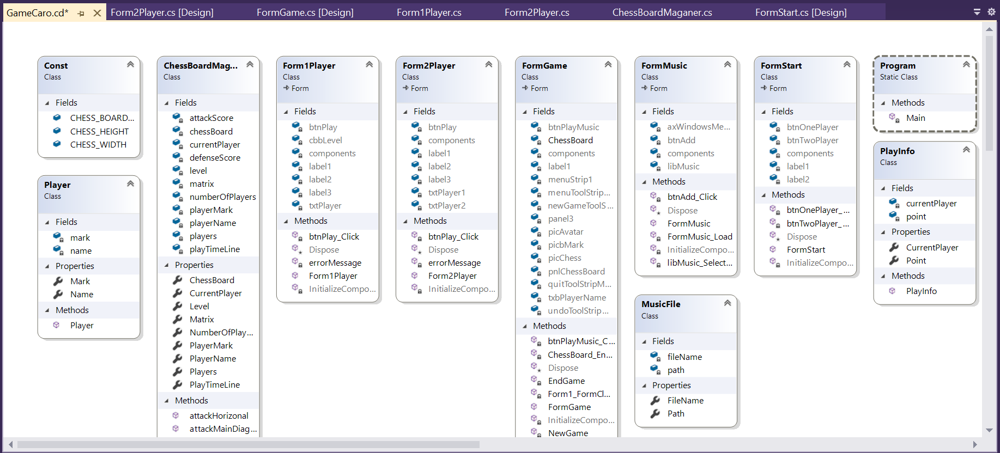 GameCaro.cd*
Form2Player.cs [Design]
FormGame.cs [Design]
Form1Player.cs
Form2Player.cs
ChessBoardMaganer.cs
FormStart.cs [Design]
Const
Class
Fields
CHESS_BOARD...
CHESS_HEIGHT
CHESS_WIDTH
Player
Class
Fields
mark
name
Properties
Mark
Name
Methods
Player
ChessBoardMag...
Class
Fields
attackScore
chessBoard
currentPlayer
defenseScore
level
matrix
numberOfPlayers
playerMark
playerName
players
playTimeLine
Properties
ChessBoard
CurrentPlayer
Level
Matrix
NumberOfPlay...
PlayerMark
PlayerName
Players
PlayTimeLine
Methods
attackHorizonal
attackMainDiag...
Form1Player
Class
Form
Fields
btnPlay
cbbLevel
components
label1
label2
label3
txtPlayer
Methods
btnPlay_Click
Dispose
errorMessage
Form1Player
InitializeCompo...
Form2Player
Class
Form
Fields
btnPlay
components
label1
label2
label3
txtPlayer1
txtPlayer2
Methods
btnPlay_Click
Dispose
errorMessage
Form2Player
InitializeCompo...
FormGame
Class
Form
Fields
btnPlayMusic
ChessBoard
components
label1
menuStrip1
menuToolStrip...
newGameToolS...
panel3
picAvatar
picbMark
picChess
pnlChessBoard
quitToolStripM...
txbPlayerName
undoToolStrip...
Methods
btnPlayMusic_C...
ChessBoard_En...
Dispose
EndGame
Form1_FormCl...
FormGame
InitializeCompo...
NewGame
FormMusic
Class
Form
Fields
axWindowsMe...
btnAdd
components
libMusic
Methods
btnAdd_Click
Dispose
FormMusic
FormMusic_Load
InitializeCompo...
libMusic_Select...
MusicFile
Class
Fields
fileName
path
Properties
FileName
Path
FormStart
Class
Form
Fields
btnOnePlayer
btnTwoPlayer
components
label1
label2
Methods
btnOnePlayer_...
btnTwoPlayer_...
Dispose
FormStart
InitializeCompo...
Program
Static Class
Methods
Main
PlayInfo
Class
Fields
currentPlayer
point
Properties
CurrentPlayer
Point
Methods
PlayInfo